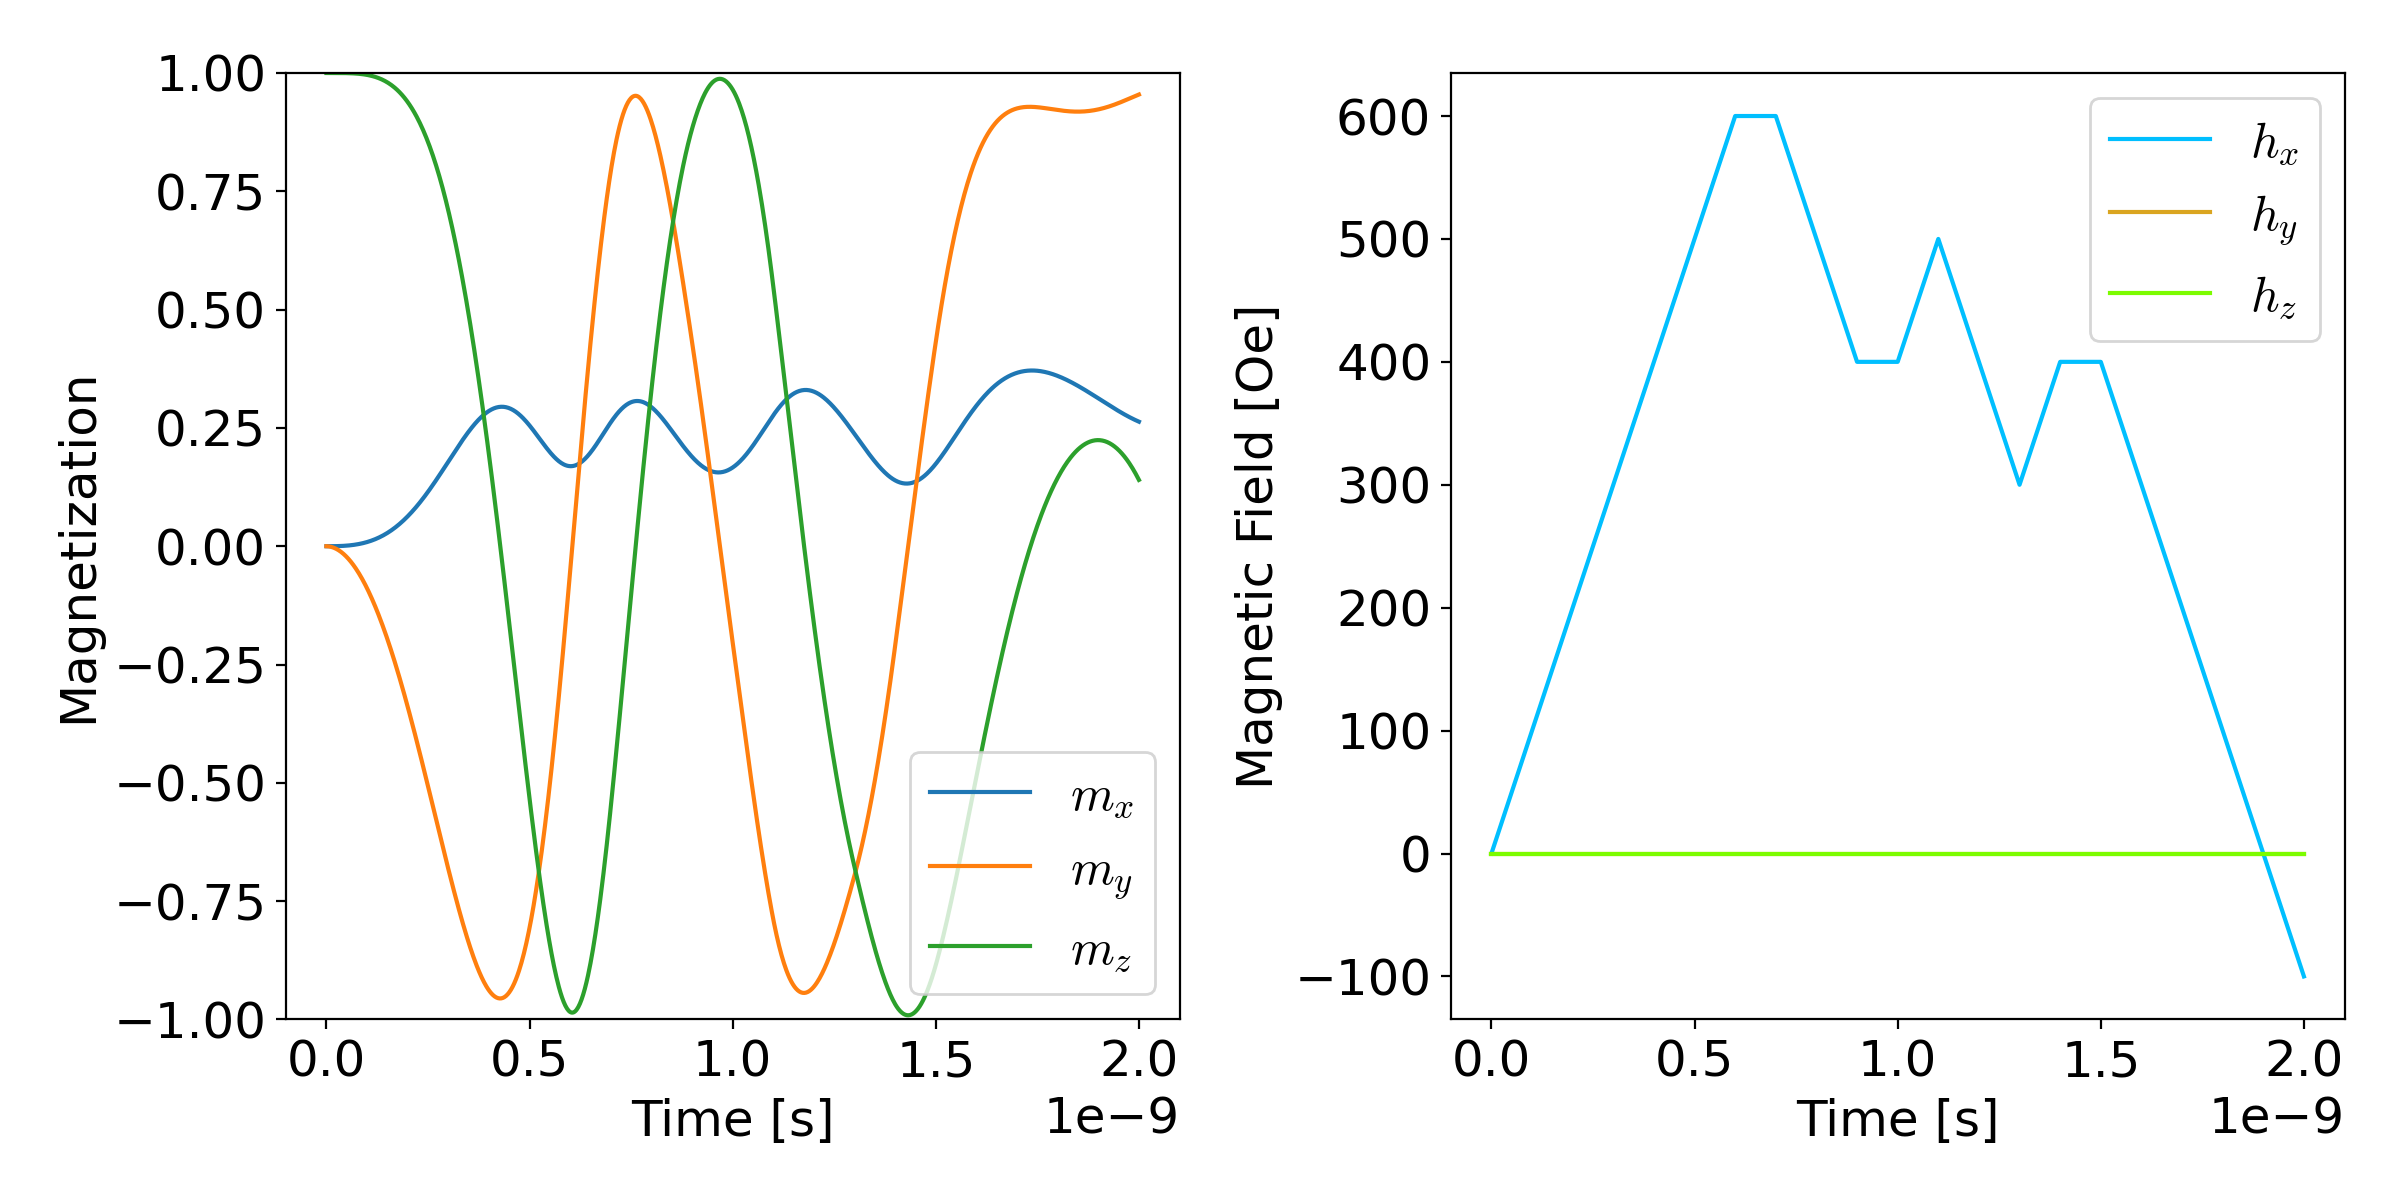 Magnetization
1.00
0.75
0.50
0.25
0.00
−0.25
−0.50
−0.75
−1.00
0.0 0.5 1.0 1.5 2.0
Time [s]
1e−9
m_x
m_y
m_z
Magnetic Field [Oe]
600
500
400
300
200
100
0
−100
0.0 0.5 1.0 1.5 2.0
Time [s]
1e−9
h_x
h_y
h_z